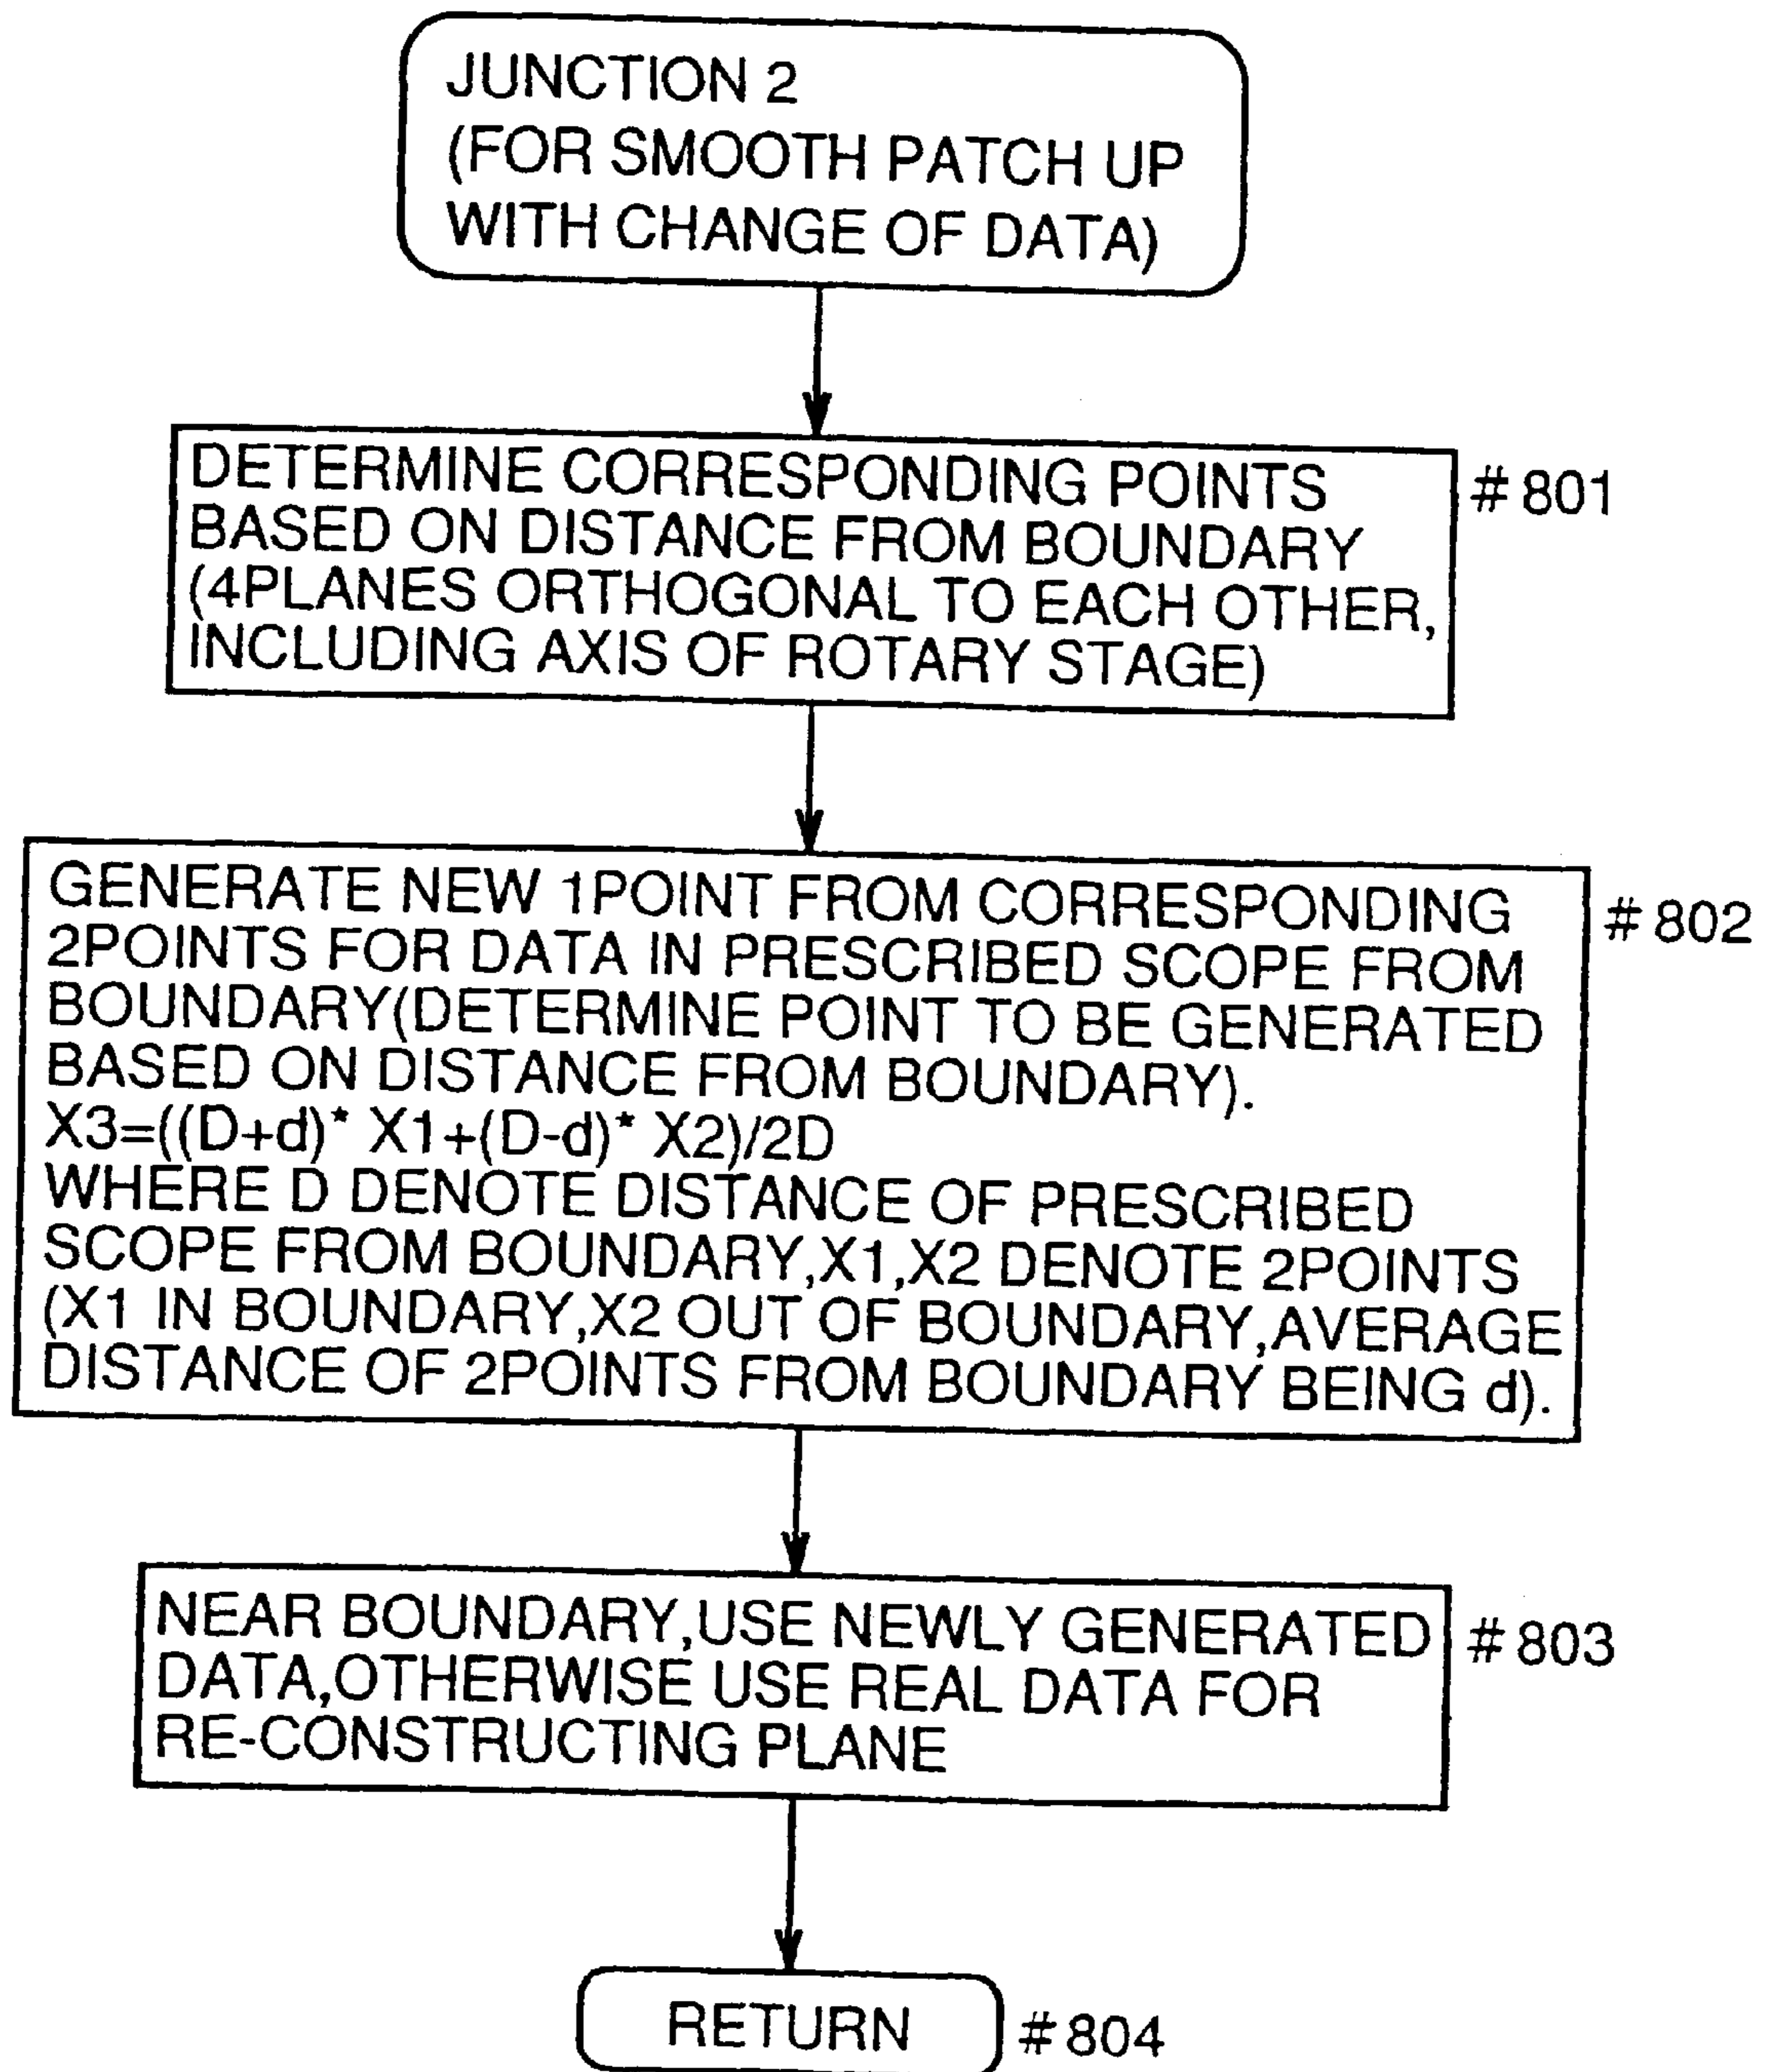 JUNCTION 2
(FOR SMOOTH PATCH UP
WITH CHANGE OF DATA)
DETERMINE CORRESPONDING POINTS
BASED ON DISTANCE FROM BOUNDARY
(4PLANES ORTHOGONAL TO EACH OTHER,
INCLUDING AXIS OF ROTARY STAGE)
#801
GENERATE NEW 1POINT FROM CORRESPONDING
2POINTS FOR DATA IN PRESCRIBED SCOPE FROM
BOUNDARY(DETERMINE POINT TO BE GENERATED
BASED ON DISTANCE FROM BOUNDARY).
X3=((D+d)* X1+(D-d)* X2)/2D
WHERE D DENOTE DISTANCE OF PRESCRIBED
SCOPE FROM BOUNDARY,X1,X2 DENOTE 2POINTS
(X1 IN BOUNDARY,X2 OUT OF BOUNDARY,AVERAGE
DISTANCE OF 2POINTS FROM BOUNDARY BEING d).
#802
NEAR BOUNDARY,USE NEWLY GENERATED
DATA,OTHERWISE USE REAL DATA FOR
RE-CONSTRUCTING PLANE
#803
RETURN
#804